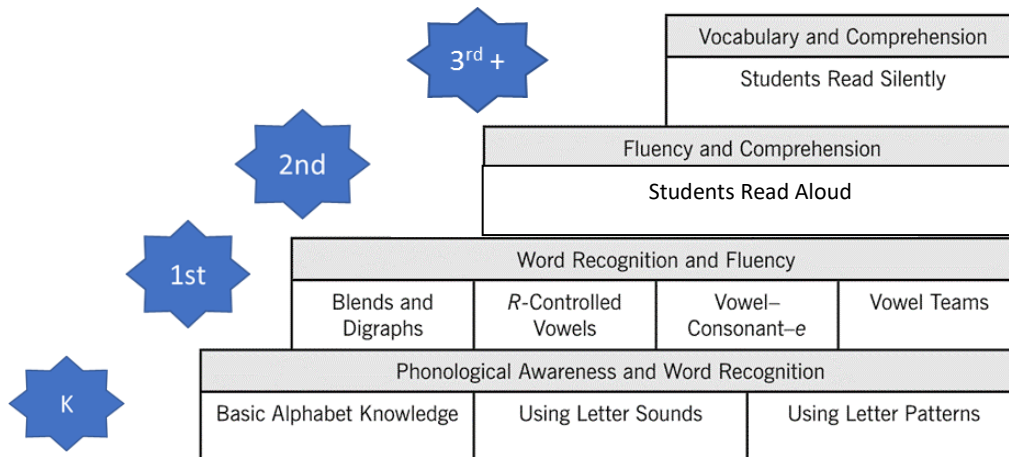 3rd +
Vocabulary and Comprehension
Students Read Silently
2nd
Fluency and Comprehension
Students Read Aloud
1st
Word Recognition and Fluency
Blends and
Digraphs
R-Controlled
Vowels
Vowel–
Consonant–e
Vowel Teams
K
Phonological Awareness and Word Recognition
Basic Alphabet Knowledge
Using Letter Sounds
Using Letter Patterns